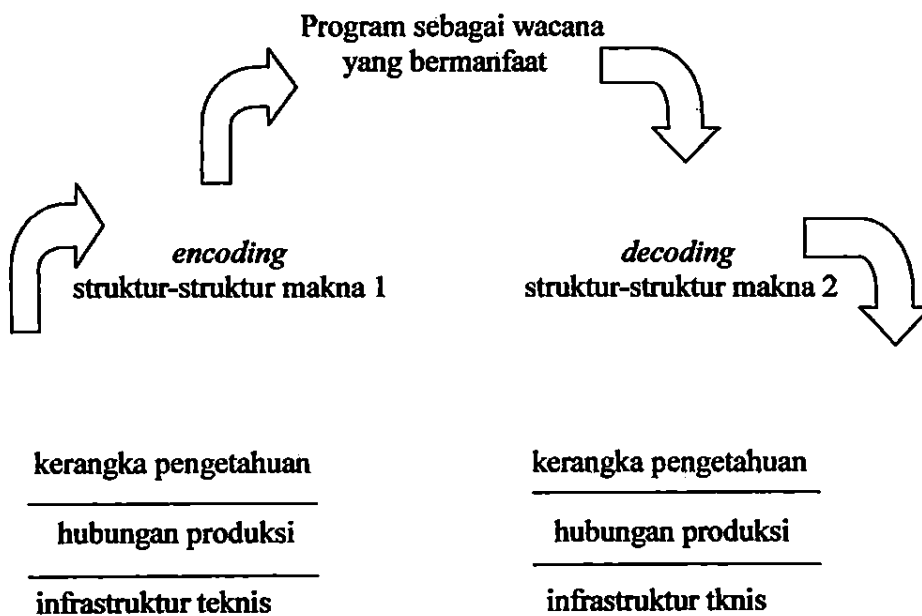 Program sebagai wacana
yang bermanfaat
encoding
struktur-struktur makna 1
decoding
struktur-struktur makna 2
kerangka pengetahuan
hubungan produksi
infrastruktur teknis
kerangka pengetahuan
hubungan produksi
infrastruktur tknis